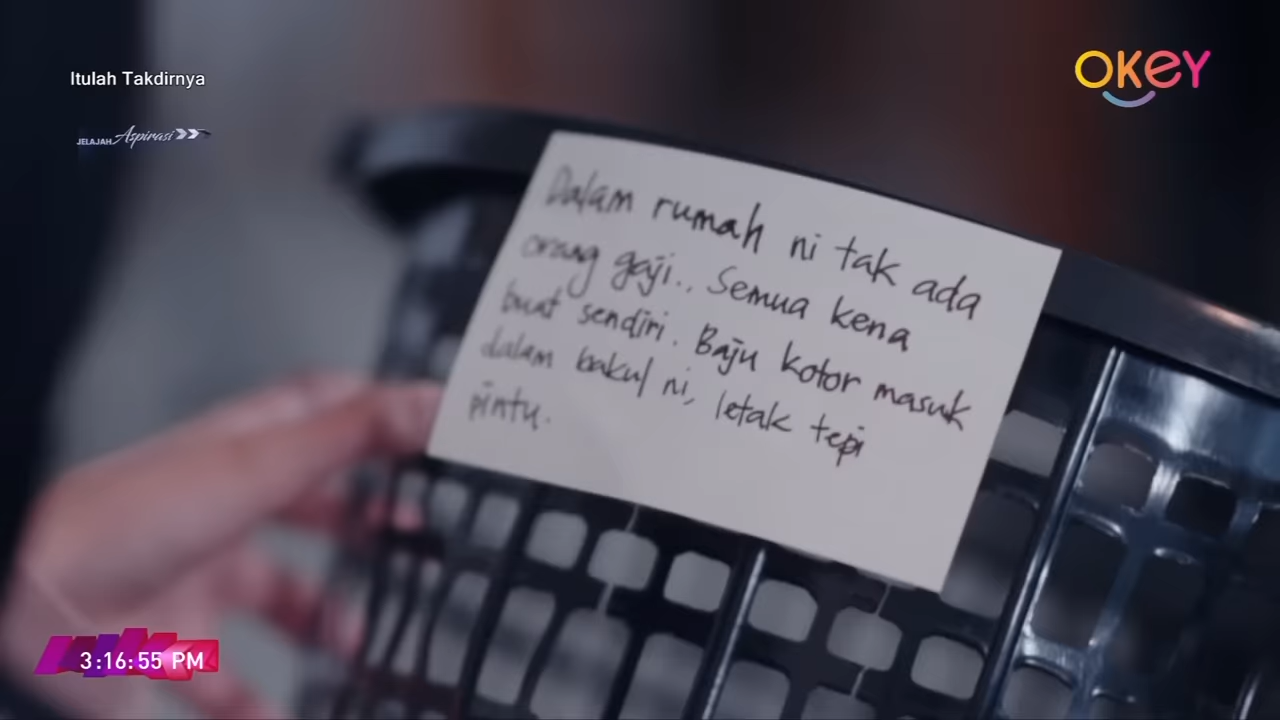 Itulah Takdirnya
OKEY
JELAJAH Aspirasi
Dalam rumah ni tak ada
orang gaji.. Semua kena
buat sendiri. Baju kotor masuk
dalam bakul ni, letak tepi
pintu.
3:16:55 PM